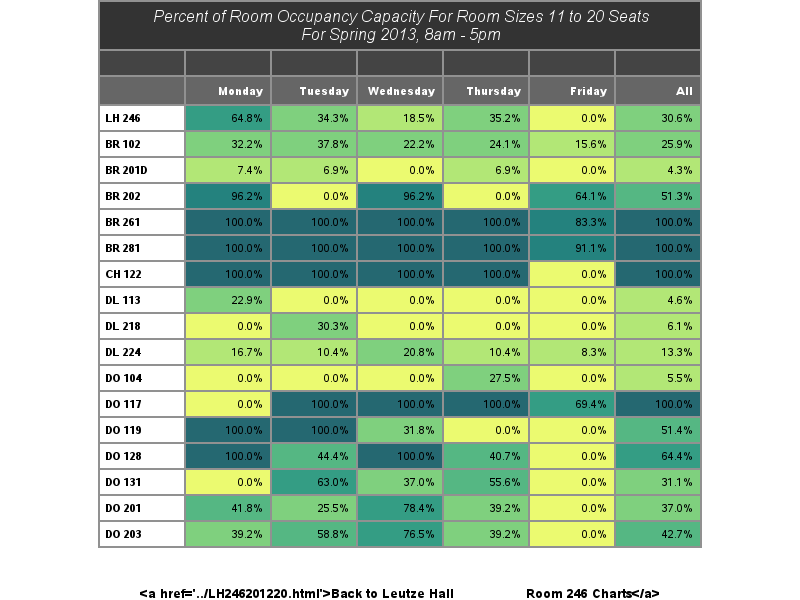 Percent of Room Occupancy Capacity For Room Sizes 11 to 20 Seats
For Spring 2013, 8am - 5pm
Monday Tuesday Wednesday Thursday Friday All
LH 246 64.8% 34.3% 18.5% 35.2% 0.0% 30.6%
BR 102 32.2% 37.8% 22.2% 24.1% 15.6% 25.9%
BR 201D 7.4% 6.9% 0.0% 6.9% 0.0% 4.3%
BR 202 96.2% 0.0% 96.2% 0.0% 64.1% 51.3%
BR 261 100.0% 100.0% 100.0% 100.0% 83.3% 100.0%
BR 281 100.0% 100.0% 100.0% 100.0% 91.1% 100.0%
CH 122 100.0% 100.0% 100.0% 100.0% 0.0% 100.0%
DL 113 22.9% 0.0% 0.0% 0.0% 0.0% 4.6%
DL 218 0.0% 30.3% 0.0% 0.0% 0.0% 6.1%
DL 224 16.7% 10.4% 20.8% 10.4% 8.3% 13.3%
DO 104 0.0% 0.0% 0.0% 27.5% 0.0% 5.5%
DO 117 0.0% 100.0% 100.0% 100.0% 69.4% 100.0%
DO 119 100.0% 100.0% 31.8% 0.0% 0.0% 51.4%
DO 128 100.0% 44.4% 100.0% 40.7% 0.0% 64.4%
DO 131 0.0% 63.0% 37.0% 55.6% 0.0% 31.1%
DO 201 41.8% 25.5% 78.4% 39.2% 0.0% 37.0%
DO 203 39.2% 58.8% 76.5% 39.2% 0.0% 42.7%
<a href='../LH246201220.html'>Back to Leutze Hall Room 246 Charts</a>